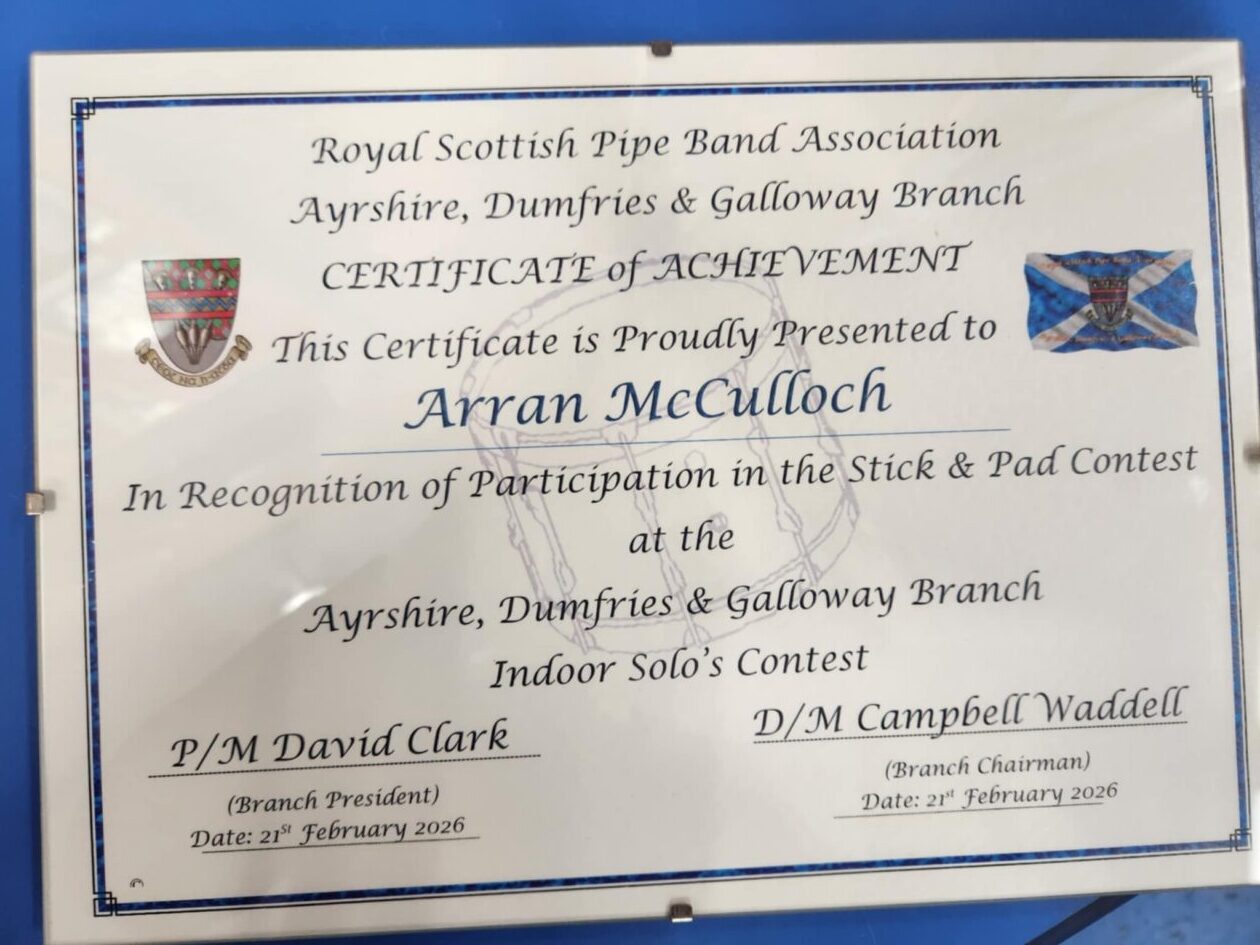 Royal Scottish Pipe Band Association
Ayrshire, Dumfries & Galloway Branch
CERTIFICATE of ACHIEVEMENT
This Certificate is Proudly Presented to
Arran McCulloch
In Recognition of Participation in the Stick & Pad Contest
at the
Ayrshire, Dumfries & Galloway Branch
Indoor Solo's Contest
P/M David Clark
(Branch President)
Date: 21st February 2026
D/M Campbell Waddell
(Branch Chairman)
Date: 21st February 2026